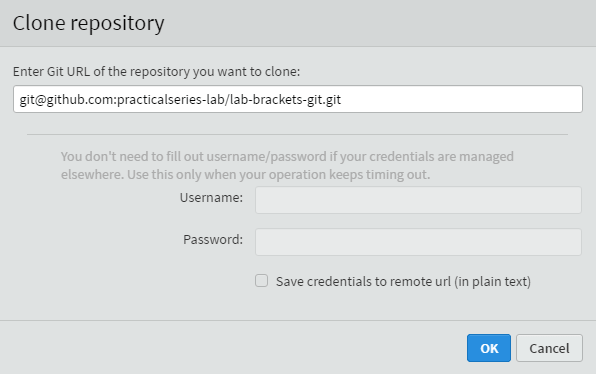 Clone repository
Enter Git URL of the repository you want to clone:
git@github.com:practicalseries-lab/lab-brackets-git.git
You don't need to fill out username/password if your credentials are managed
elsewhere. Use this only when your operation keeps timing out.
Username:
Password:
Save credentials to remote url (in plain text)
OK Cancel